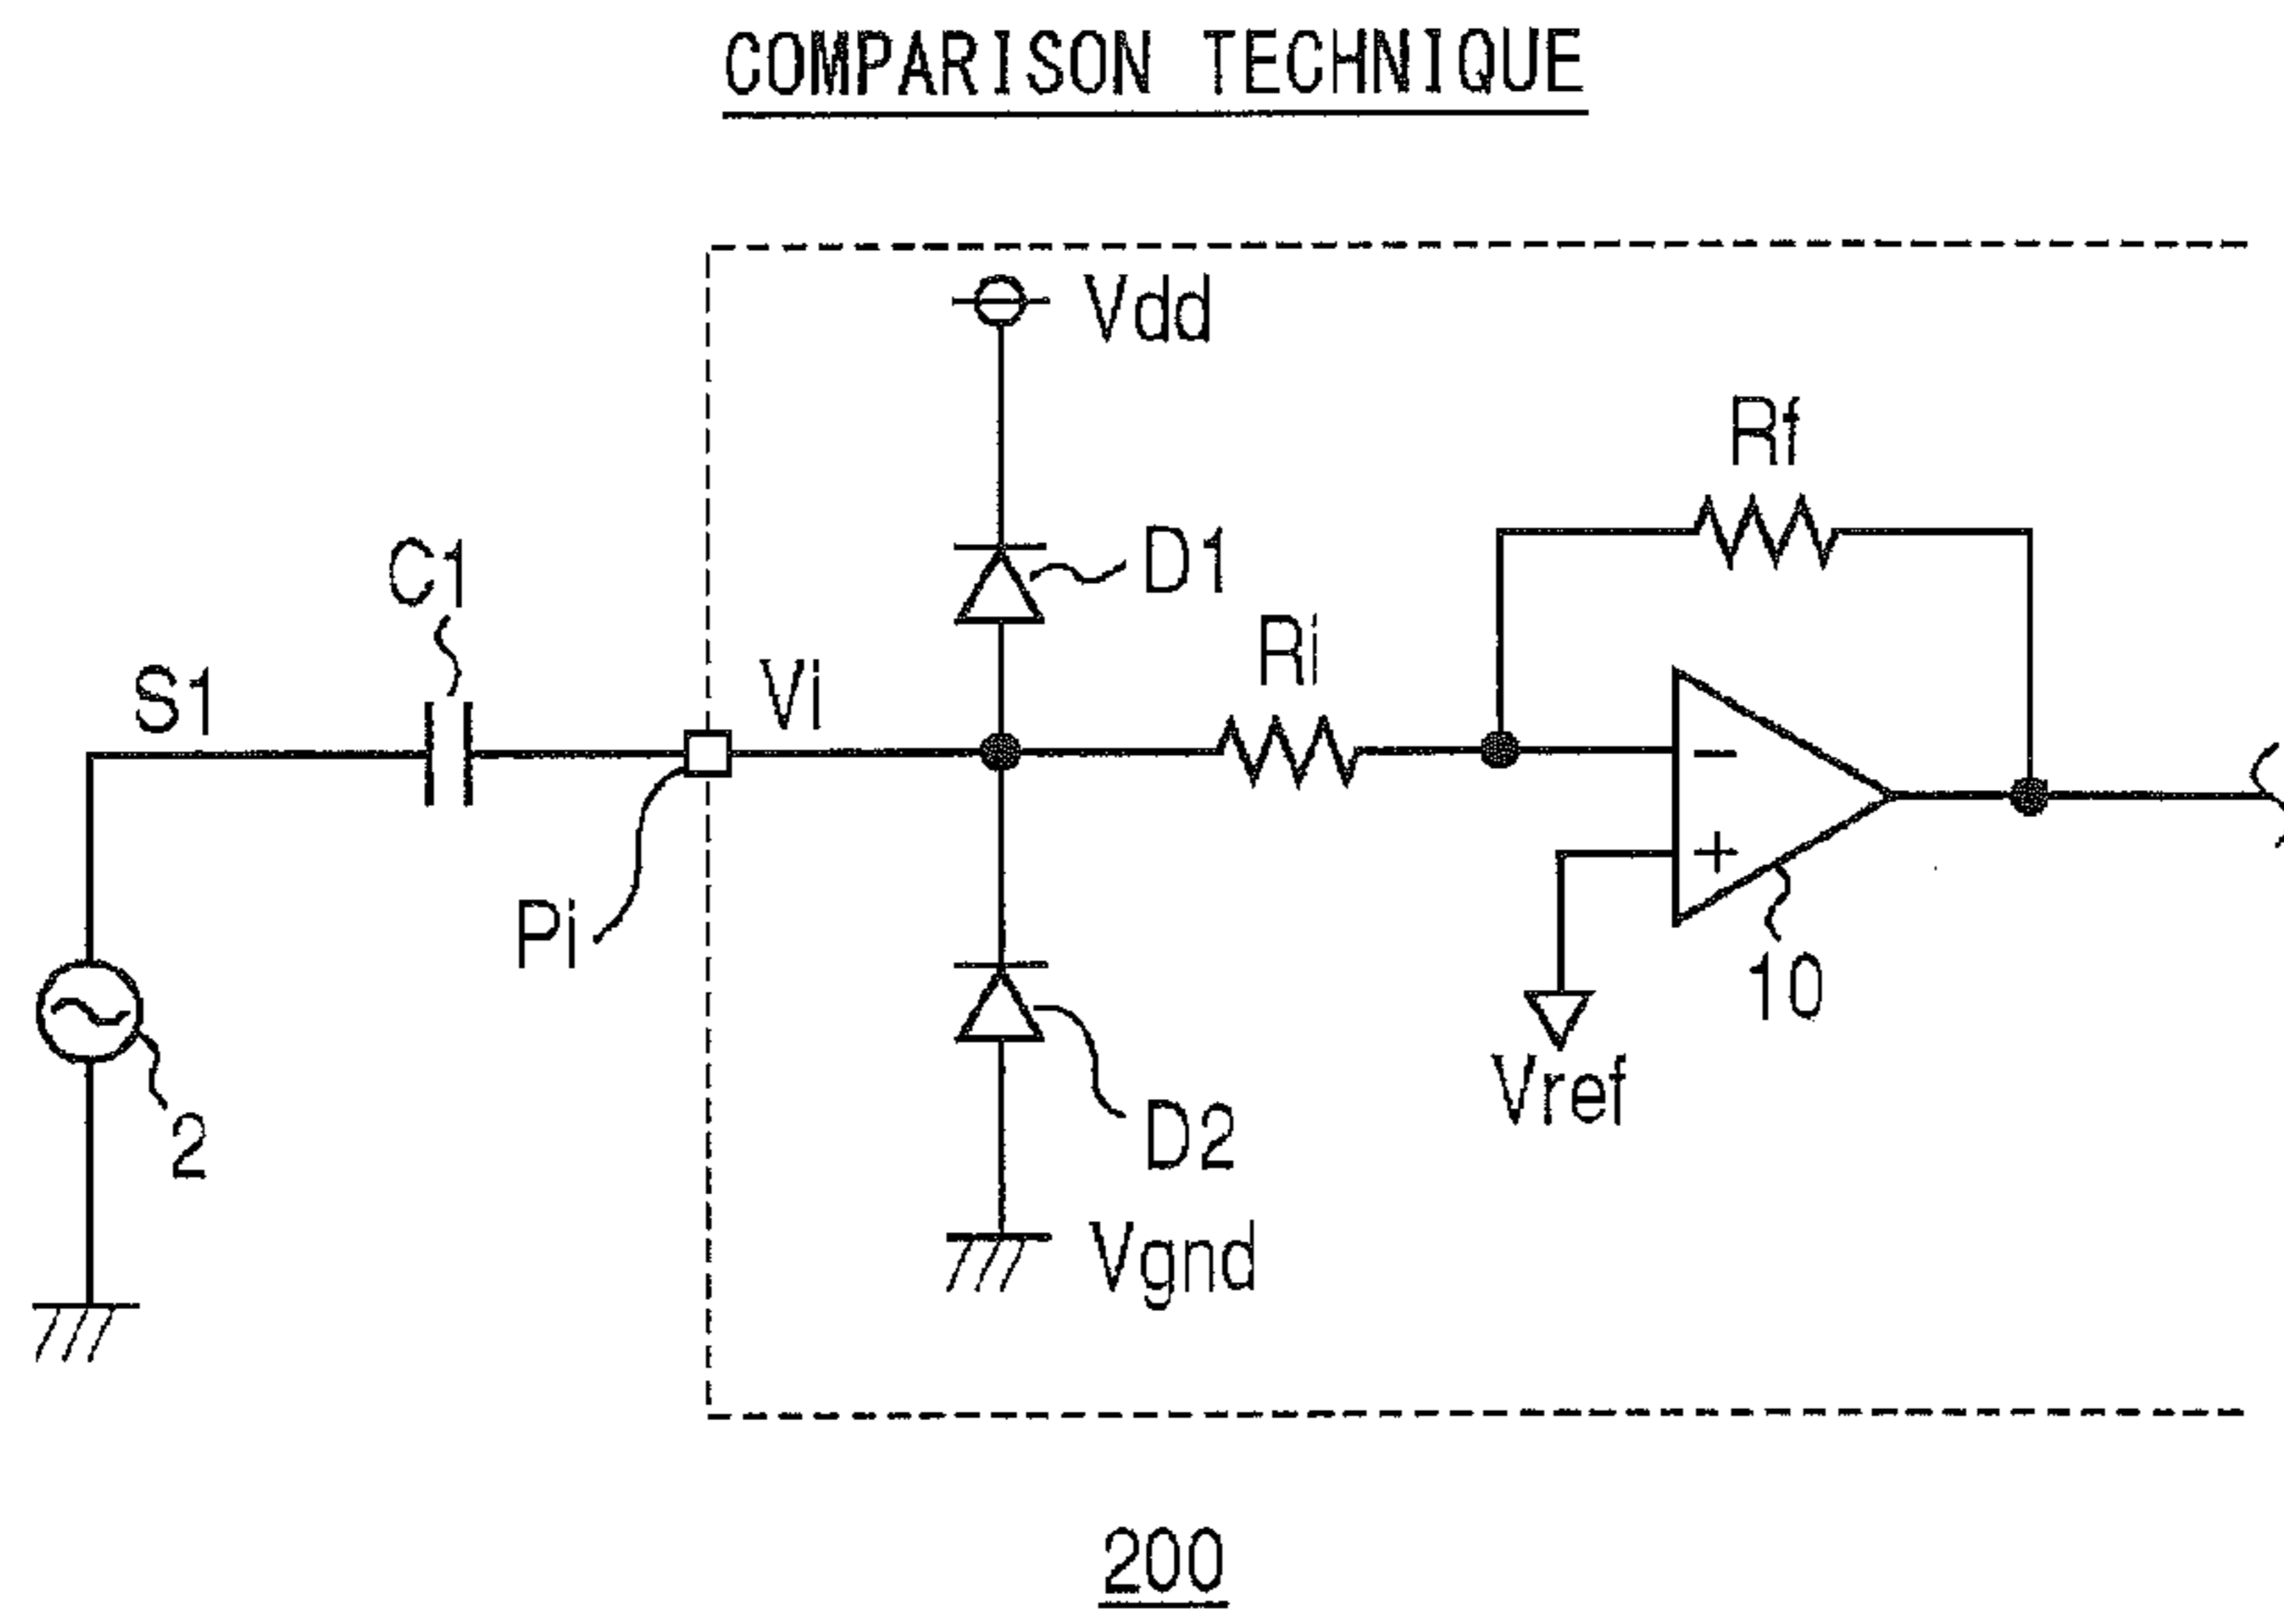 COMPARISON TECHNIQUE
Vdd
Rf
D1
C1
Ri
S1
Vi
-
+
Pi
10
Vref
2
D2
Vgnd
200